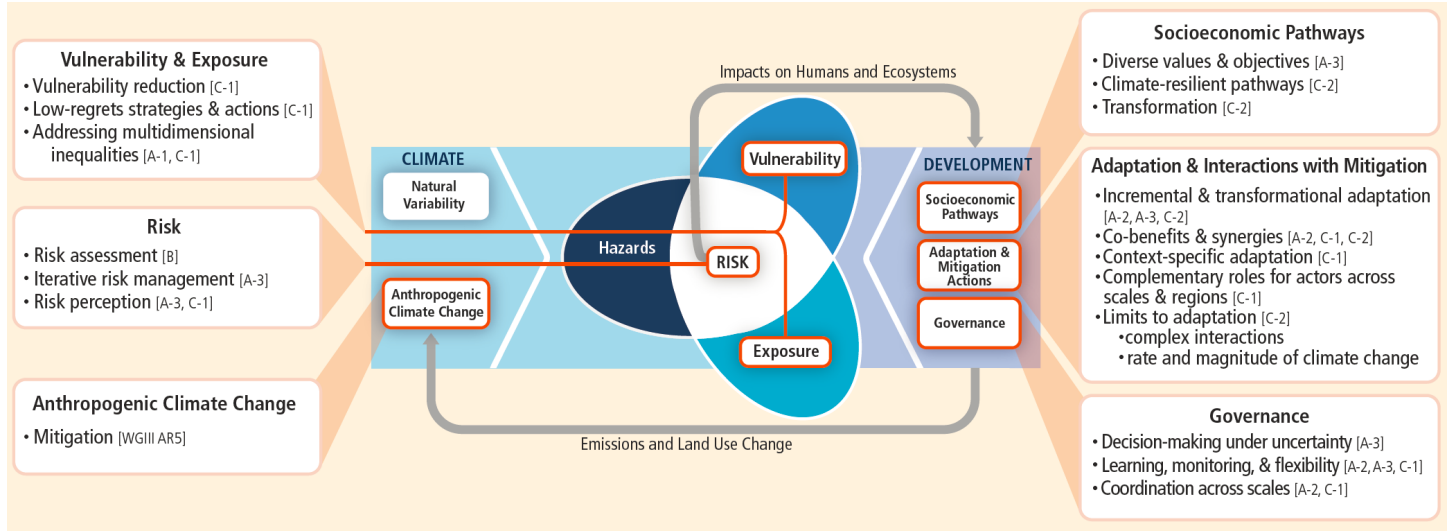 Vulnerability & Exposure
• Vulnerability reduction [C-1]
• Low-regrets strategies & actions [C-1]
• Addressing multidimensional
inequalities [A-1, C-1]
Risk
• Risk assessment [B]
• Iterative risk management [A-3]
• Risk perception [A-3, C-1]
Anthropogenic Climate Change
• Mitigation [WGIII AR5]
Impacts on Humans and Ecosystems
CLIMATE
Natural
Variability
Anthropogenic
Climate Change
Hazards
Vulnerability
RISK
Exposure
DEVELOPMENT
Socioeconomic
Pathways
Adaptation &
Mitigation
Actions
Governance
Emissions and Land Use Change
Socioeconomic Pathways
• Diverse values & objectives [A-3]
• Climate-resilient pathways [C-2]
• Transformation [C-2]
Adaptation & Interactions with Mitigation
• Incremental & transformational adaptation
[A-2, A-3, C-2]
• Co-benefits & synergies [A-2, C-1, C-2]
• Context-specific adaptation [C-1]
• Complementary roles for actors across
scales & regions [C-1]
• Limits to adaptation [C-2]
• complex interactions
• rate and magnitude of climate change
Governance
• Decision-making under uncertainty [A-3]
• Learning, monitoring, & flexibility [A-2, A-3, C-1]
• Coordination across scales [A-2, C-1]